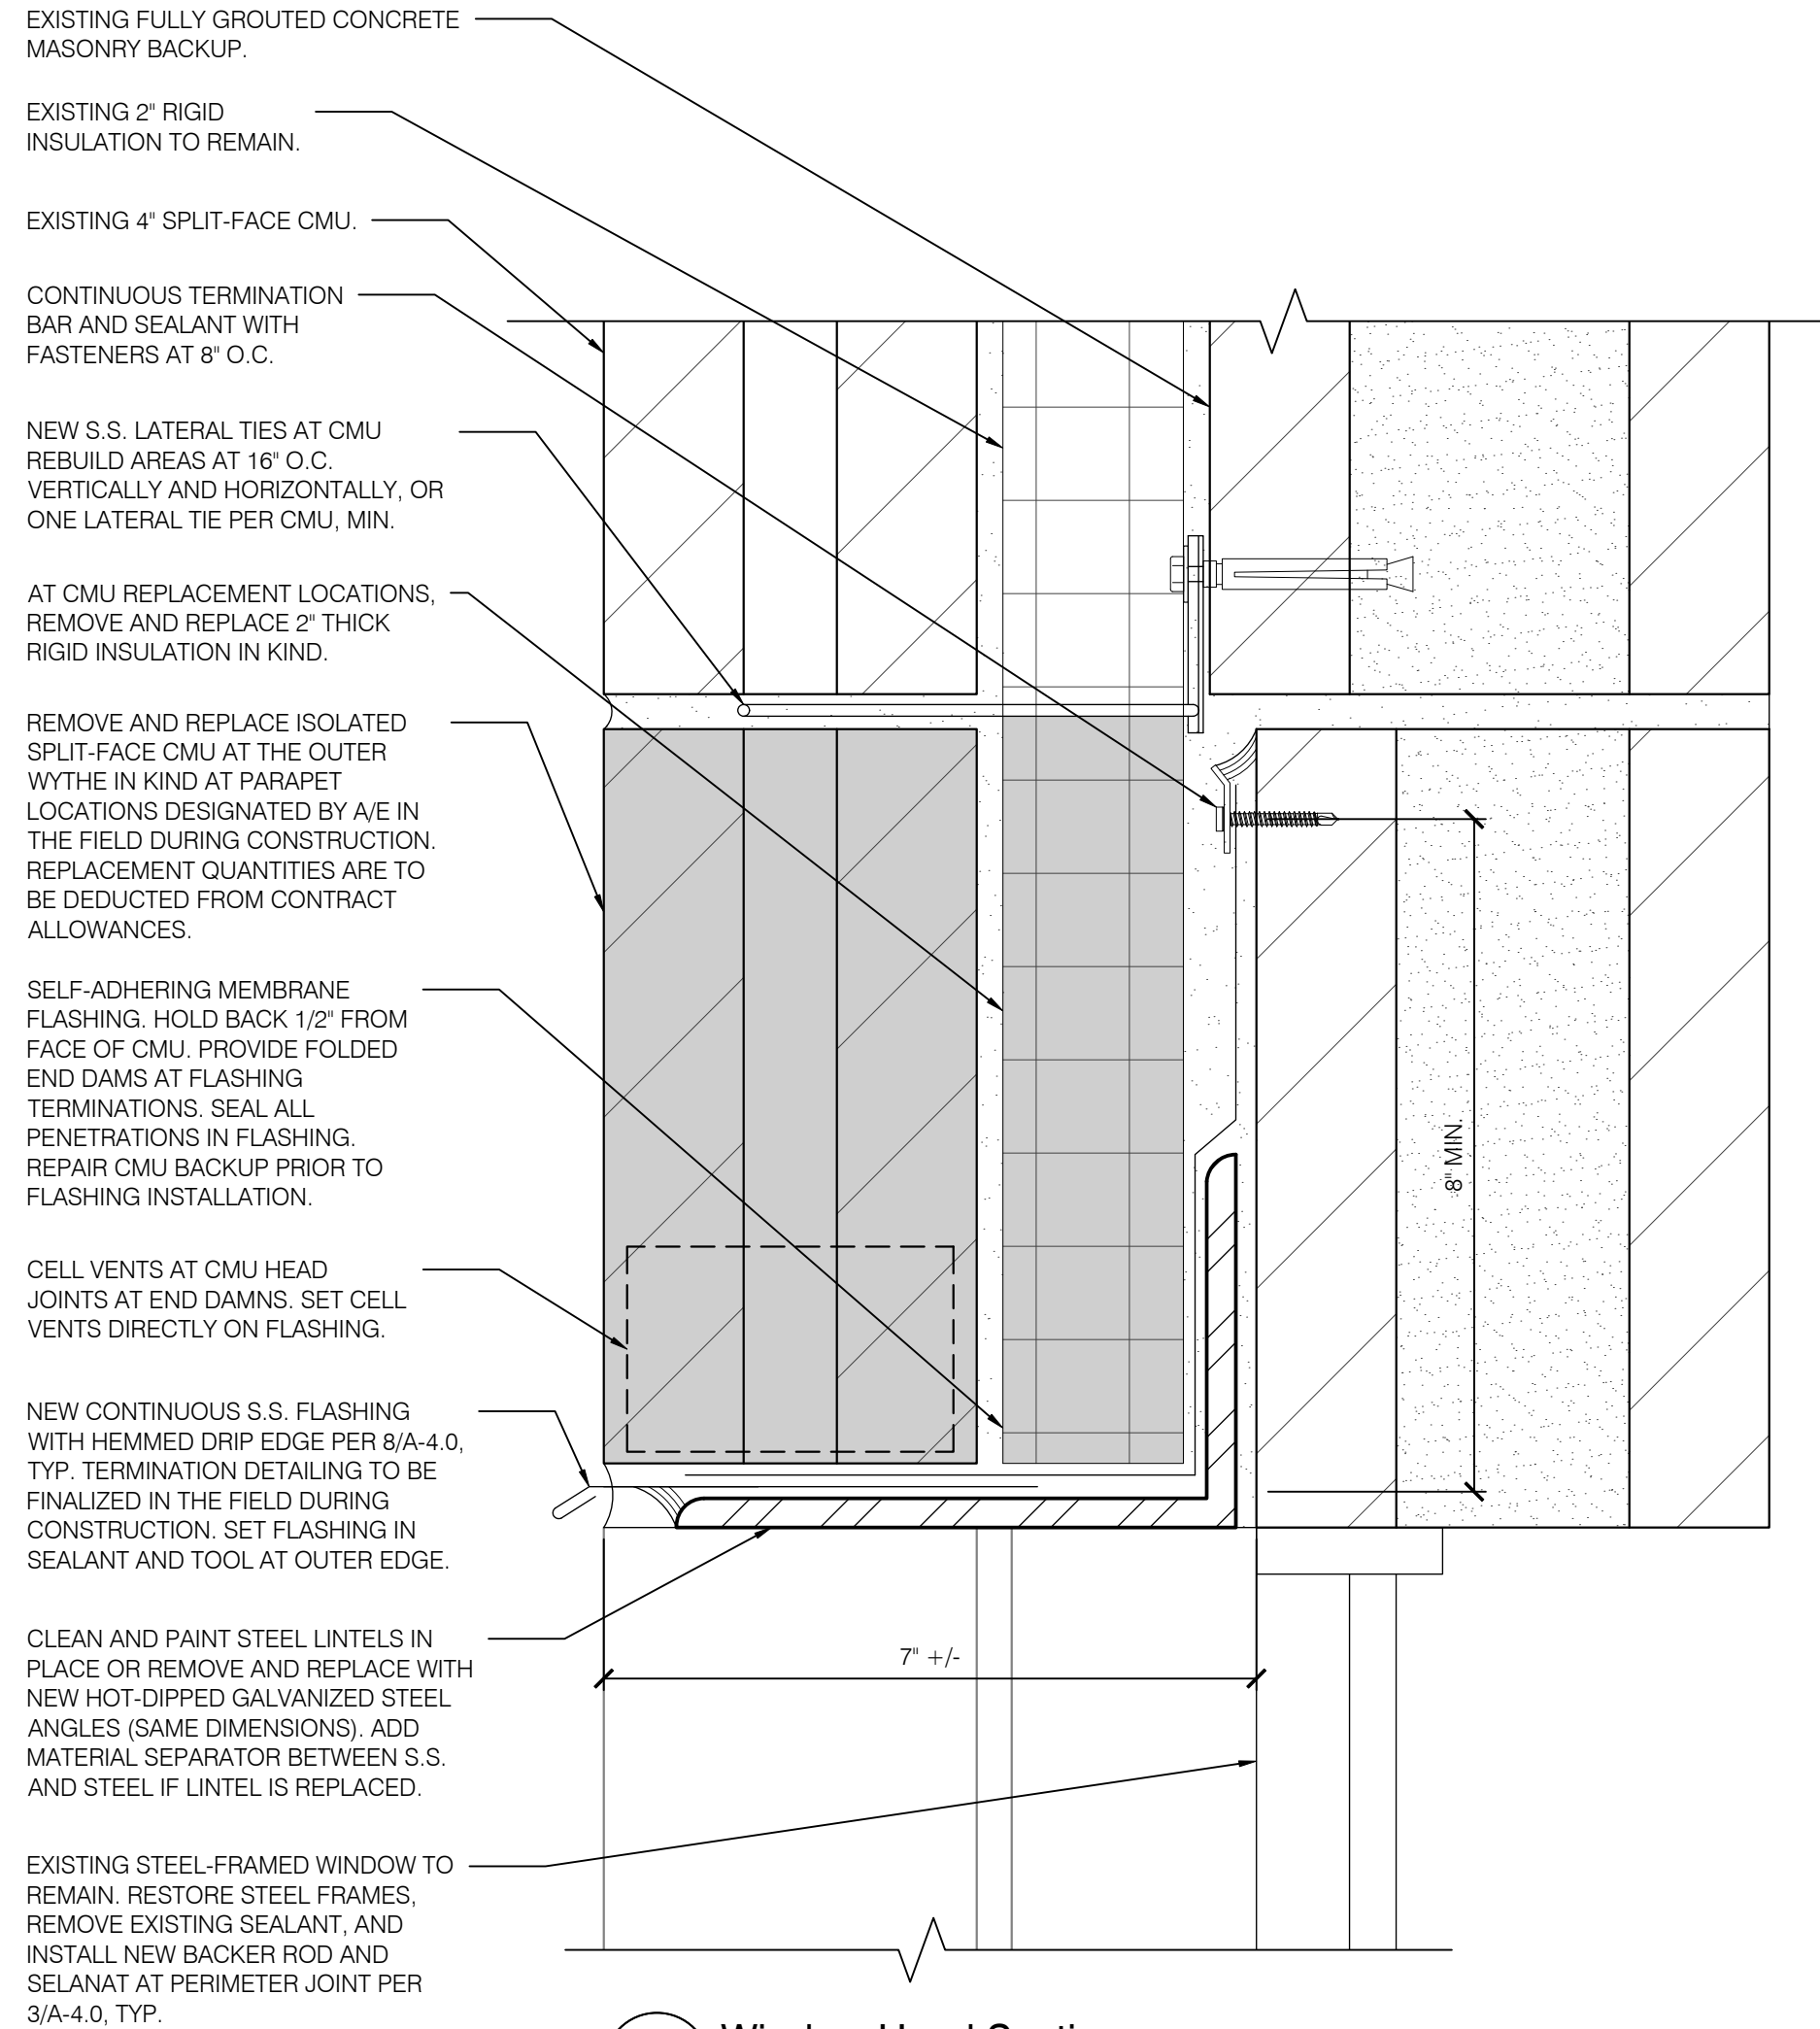 EXISTING FULLY GROUTED CONCRETE
MASONRY BACKUP.
EXISTING 2" RIGID
INSULATION TO REMAIN.
EXISTING 4" SPLIT-FACE CMU.
CONTINUOUS TERMINATION
BAR AND SEALANT WITH
FASTENERS AT 8" O.C.
NEW S.S. LATERAL TIES AT CMU
REBUILD AREAS AT 16" O.C.
VERTICALLY AND HORIZONTALLY, OR
ONE LATERAL TIE PER CMU, MIN.
AT CMU REPLACEMENT LOCATIONS,
REMOVE AND REPLACE 2" THICK
RIGID INSULATION IN KIND.
REMOVE AND REPLACE ISOLATED
SPLIT-FACE CMU AT THE OUTER
WYTHE IN KIND AT PARAPET
LOCATIONS DESIGNATED BY A/E IN
THE FIELD DURING CONSTRUCTION.
REPLACEMENT QUANTITIES ARE TO
BE DEDUCTED FROM CONTRACT
ALLOWANCES.
SELF-ADHERING MEMBRANE
FLASHING. HOLD BACK 1/2" FROM
FACE OF CMU. PROVIDE FOLDED
END DAMS AT FLASHING
TERMINATIONS. SEAL ALL
PENETRATIONS IN FLASHING.
REPAIR CMU BACKUP PRIOR TO
FLASHING INSTALLATION.
8" MIN.
CELL VENTS AT CMU HEAD
JOINTS AT END DAMNS. SET CELL
VENTS DIRECTLY ON FLASHING.
NEW CONTINUOUS S.S. FLASHING
WITH HEMMED DRIP EDGE PER 8/A-4.0,
TYP. TERMINATION DETAILING TO BE
FINALIZED IN THE FIELD DURING
CONSTRUCTION. SET FLASHING IN
SEALANT AND TOOL AT OUTER EDGE.
CLEAN AND PAINT STEEL LINTELS IN
PLACE OR REMOVE AND REPLACE WITH
NEW HOT-DIPPED GALVANIZED STEEL
ANGLES (SAME DIMENSIONS). ADD
MATERIAL SEPARATOR BETWEEN S.S.
AND STEEL IF LINTEL IS REPLACED.
7" +/-
EXISTING STEEL-FRAMED WINDOW TO
REMAIN. RESTORE STEEL FRAMES,
REMOVE EXISTING SEALANT, AND
INSTALL NEW BACKER ROD AND
SELANAT AT PERIMETER JOINT PER
3/A-4.0, TYP.